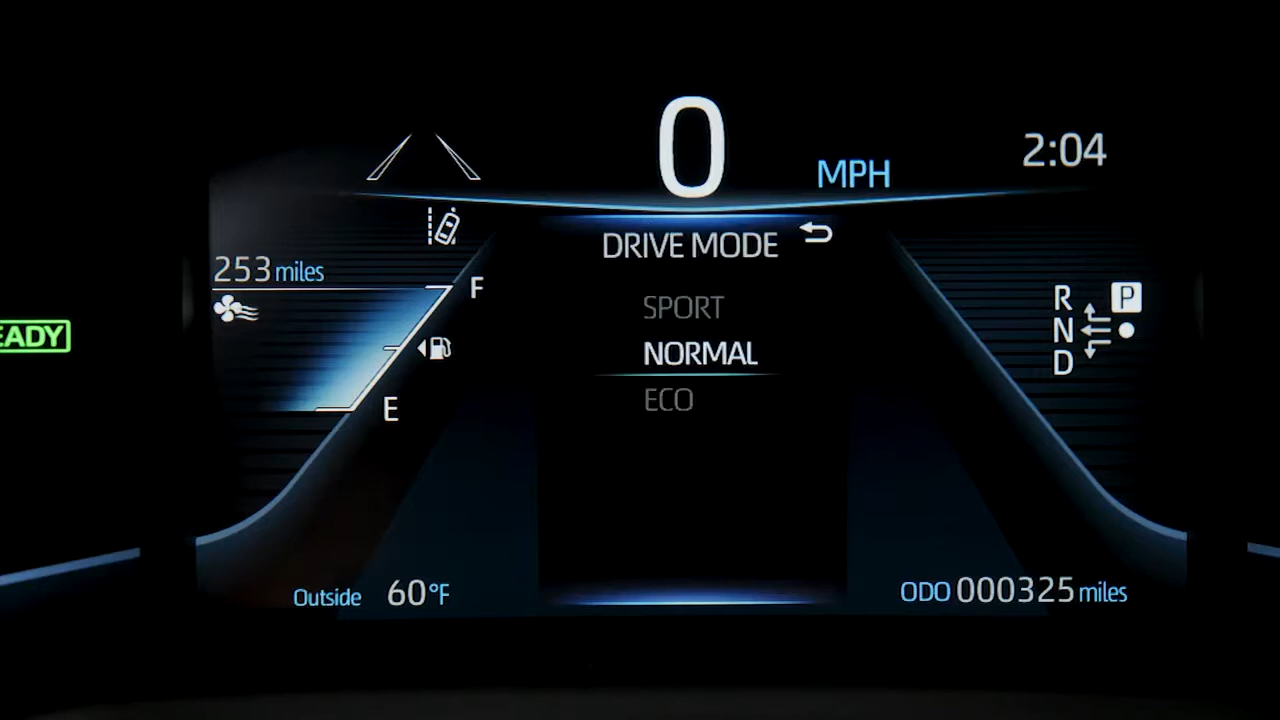 0 MPH
2:04
DRIVE MODE
253 miles
F
SPORT
R P
EADY
N
NORMAL
D
E
ECO
Outside 60°F
ODO 000325 miles